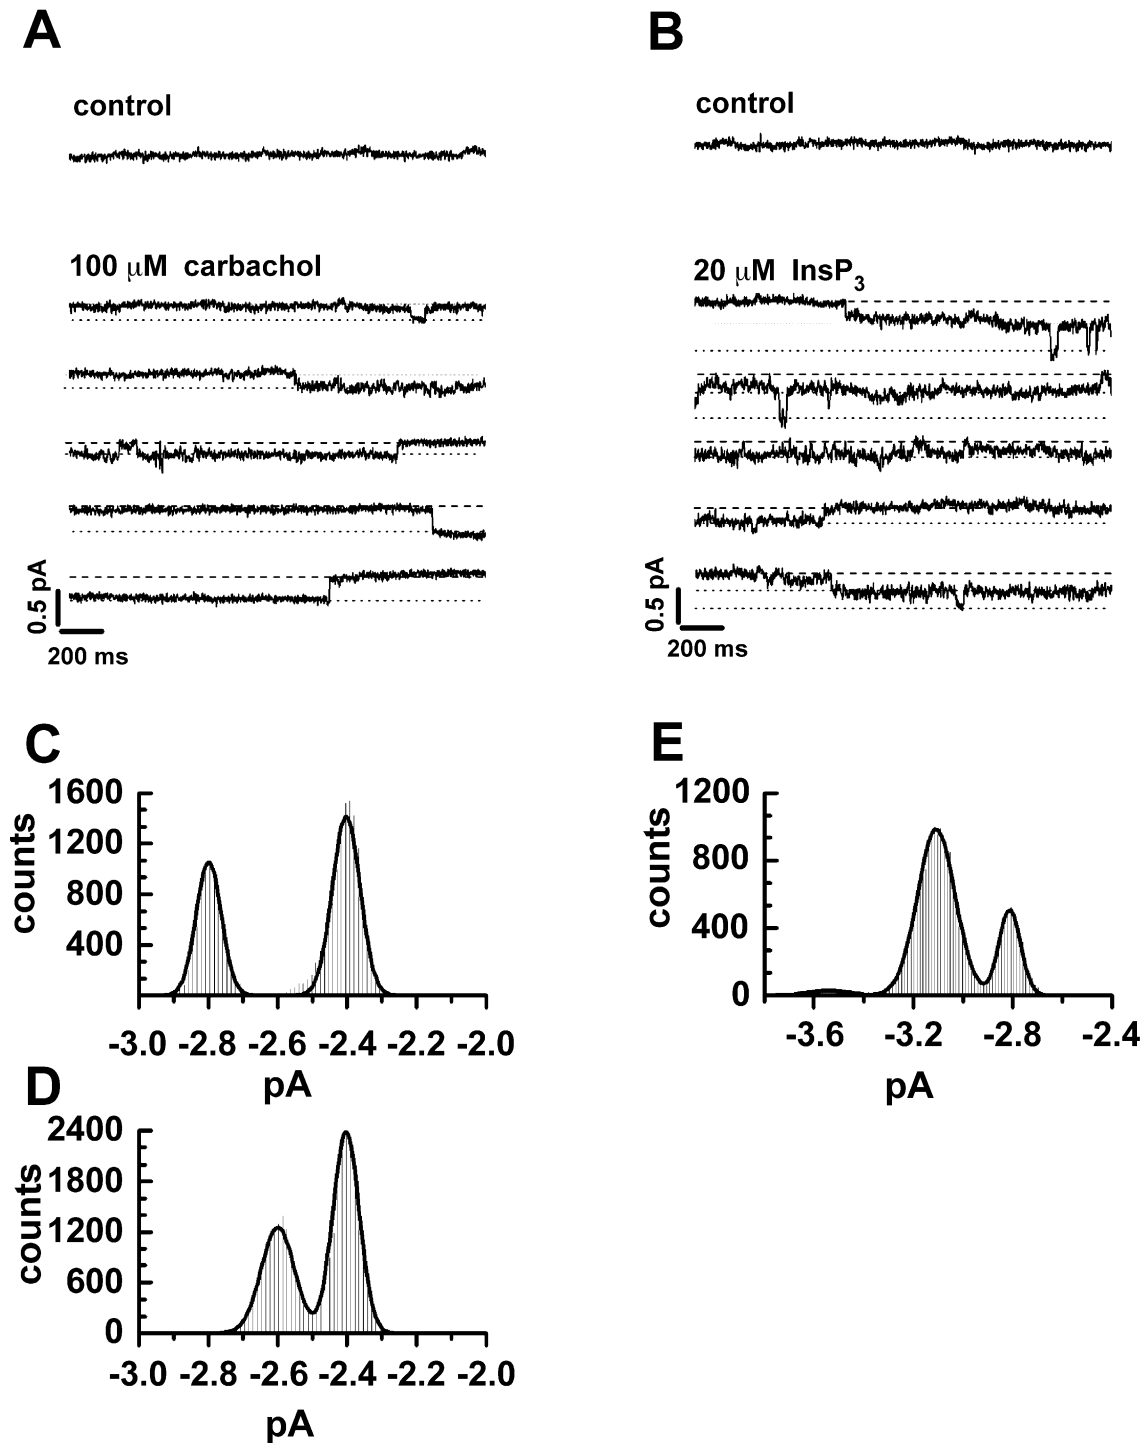 A
B
control
control
100 μM carbachol
20 μM InsP3
0.5 pA
200 ms
0.5 pA
200 ms
C
counts
1600
1200
800
400
-3.0 -2.8 -2.6 -2.4 -2.2 -2.0
pA
E
counts
1200
800
400
0
-3.6 -3.2 -2.8 -2.4
pA
D
counts
2400
1800
1200
600
0
-3.0 -2.8 -2.6 -2.4 -2.2 -2.0
pA